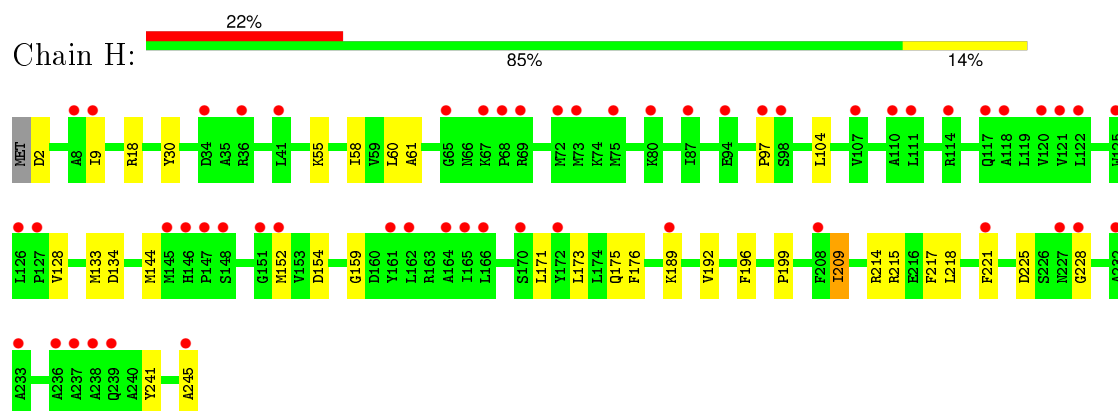 22%
Chain H:
85% 14%
MET D2 A8 I9 R18 Y30 D34 A35 R36 L41 K55 I58 V59 L60 A61 G65 N66 K67 P68 R69 M72 M73 K74 M75 K80 I87 E94 P97 S98 L104 V107 A110 L111 R114 Q117 A118 L119 V120 V121 L122
L126 P127 V128 M133 D134 M144 M145 H146 P147 S148 G151 M152 V153 D154 G159 D160 Y161 L162 R163 A164 I165 L166 S170 L171 Y172 L173 L174 Q175 F176 K189 V192 F196 P199 F208 I209 R214 R215 E216 F217 L218 F221 D225 S226 N227 G228
A233 A236 A237 A238 Q239 A240 Y241 A245